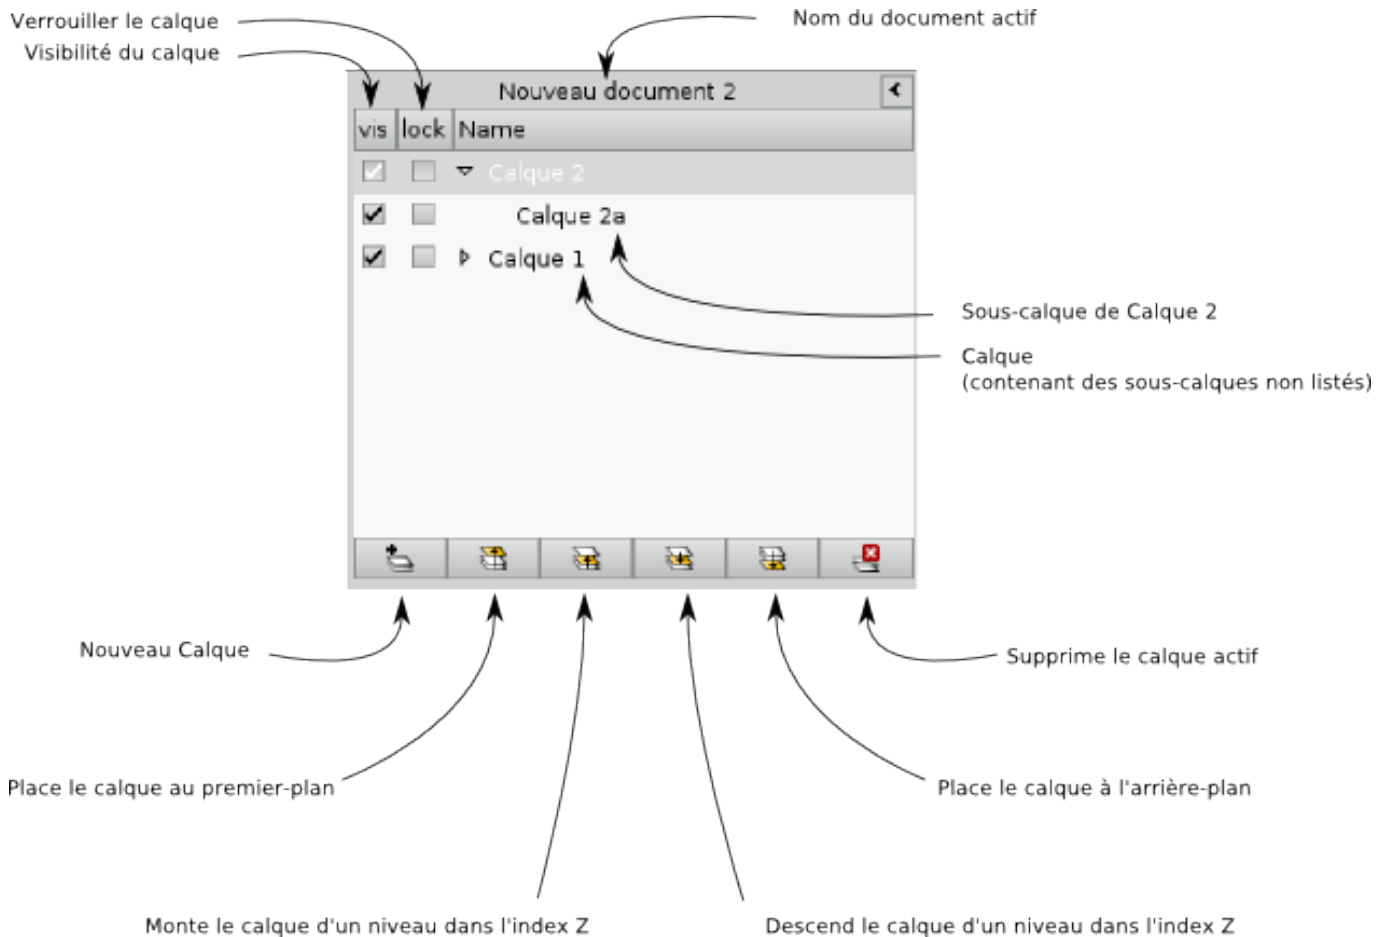 Verrouiller le calque
Nom du document actif
Visibilité du calque
Nouveau document 2
vis lock Name
Calque 2
Calque 2a
Calque 1
Sous-calque de Calque 2
Calque
(contenant des sous-calques non listés)
Nouveau Calque
Supprime le calque actif
Place le calque au premier-plan
Place le calque à l'arrière-plan
Monte le calque d'un niveau dans l'index Z
Descend le calque d'un niveau dans l'index Z